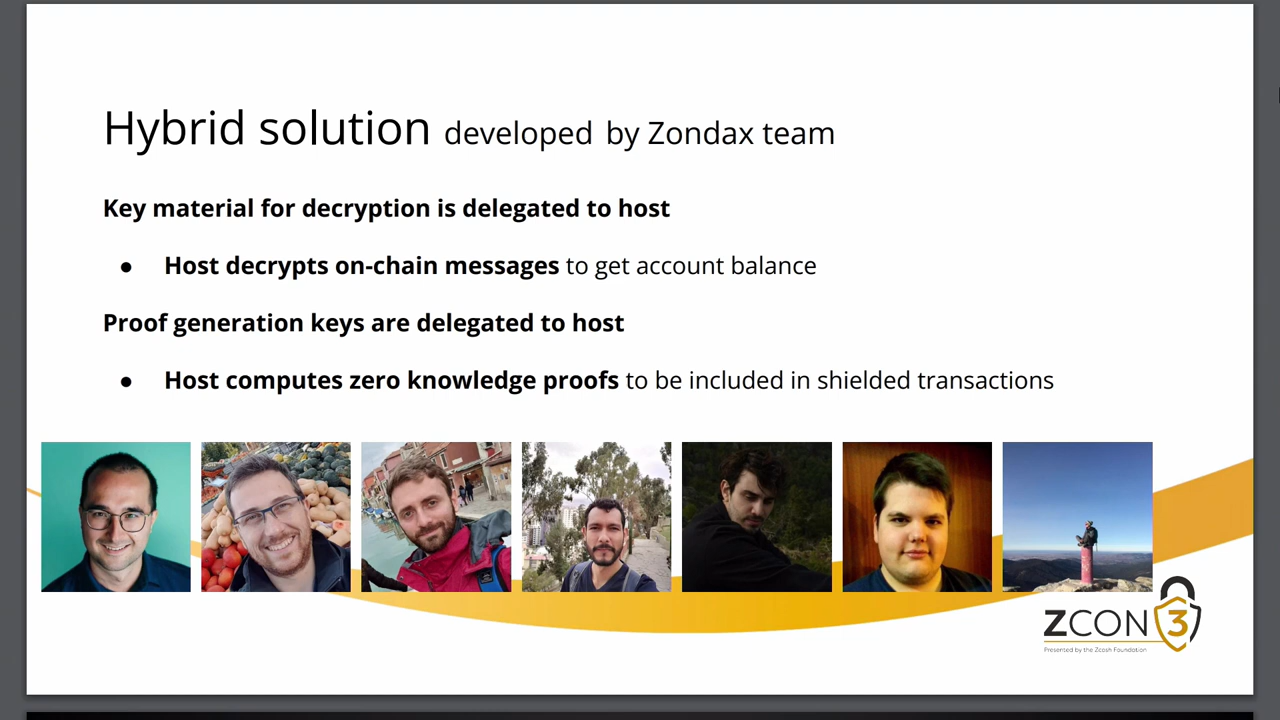 Hybrid solution developed by Zondax team
Key material for decryption is delegated to host
● Host decrypts on-chain messages to get account balance
Proof generation keys are delegated to host
● Host computes zero knowledge proofs to be included in shielded transactions
ZCON 3
Presented by the Zcash Foundation